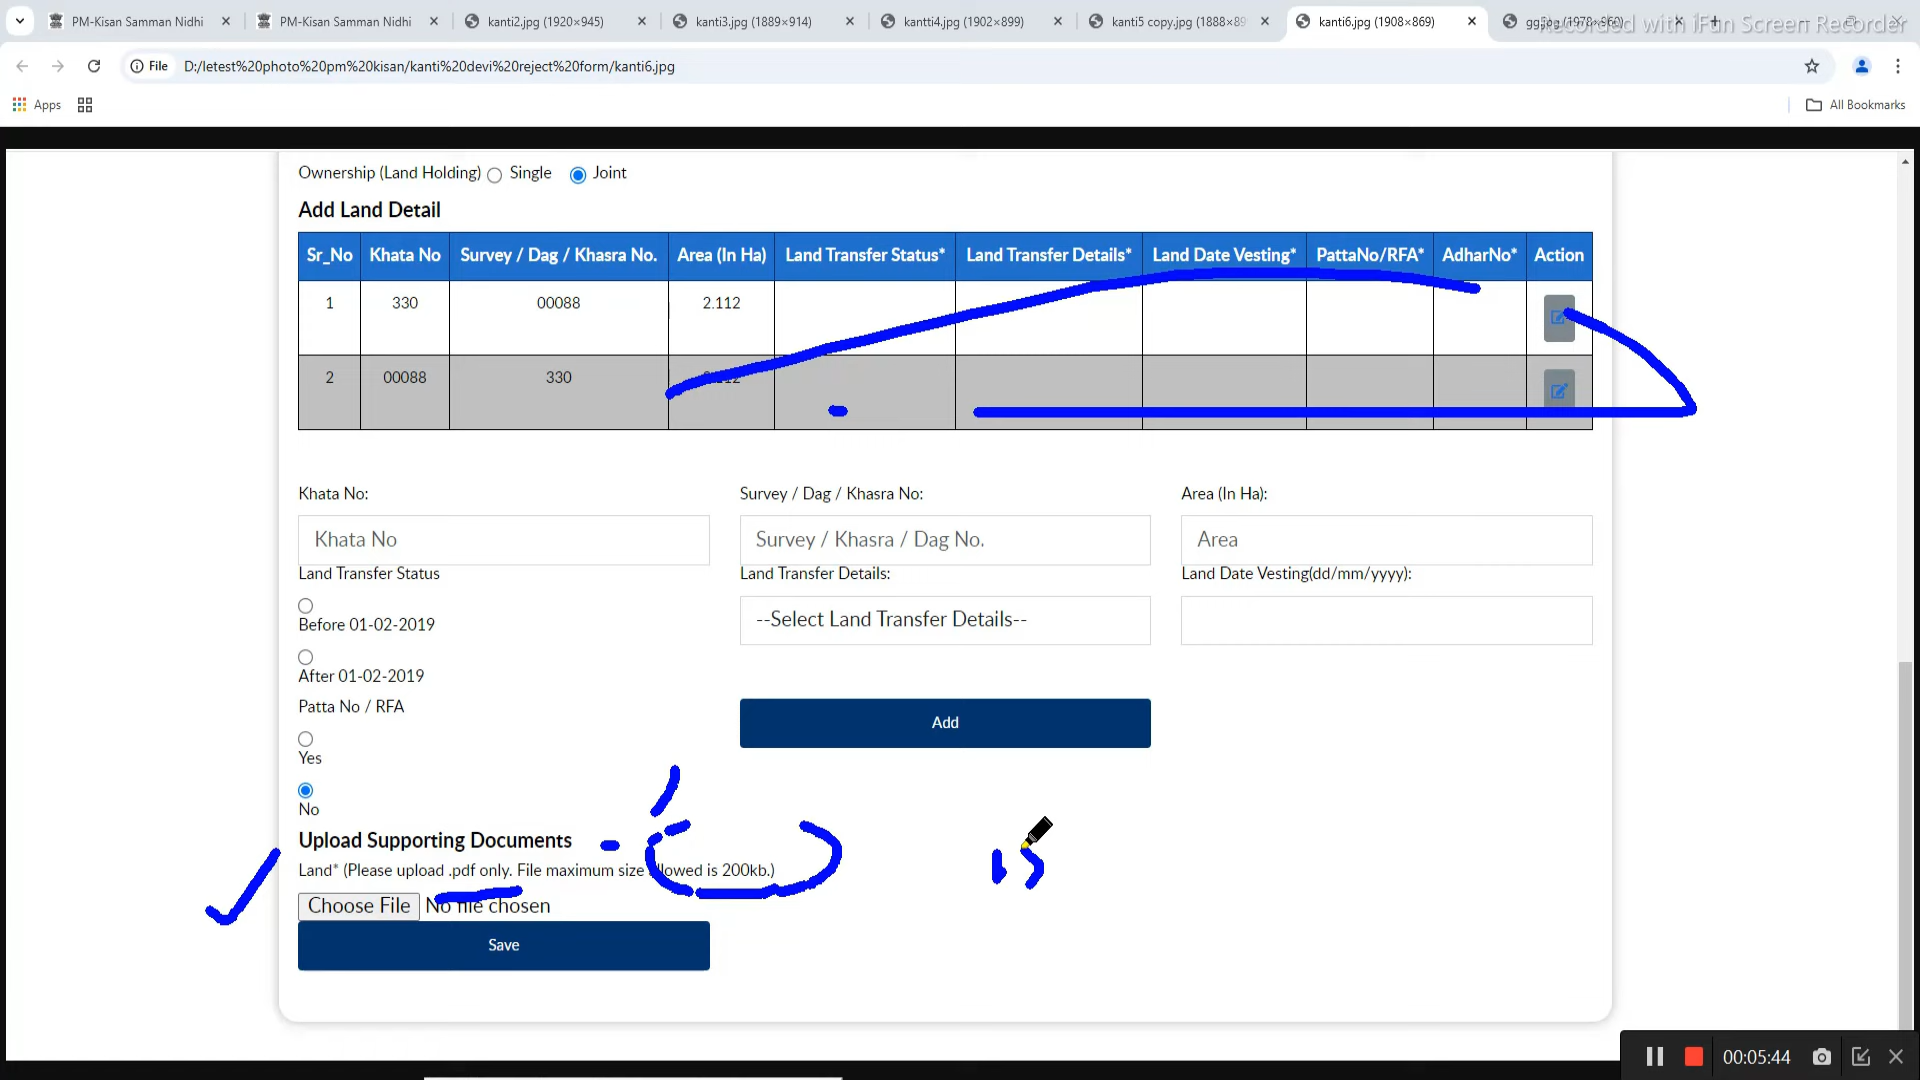 PM-Kisan Samman Nidhi
PM-Kisan Samman Nidhi
kanti2.jpg (1920×945)
kanti3.jpg (1889×914)
kantti4.jpg (1902×899)
kanti5 copy.jpg (1888×89
kanti6.jpg (1908×869)
Recorded with iFun Screen Recorder
File D:/letest%20photo%20pm%20kisan/kanti%20devi%20reject%20form/kanti6.jpg
Apps
All Bookmarks
Ownership (Land Holding) Single Joint
Add Land Detail
Sr_No Khata No Survey / Dag / Khasra No. Area (In Ha) Land Transfer Status* Land Transfer Details* Land Date Vesting* PattaNo/RFA* AdharNo* Action
1 330 00088 2.112
2 00088 330 2.112
Khata No: Survey / Dag / Khasra No: Area (In Ha):
Khata No Survey / Khasra / Dag No. Area
Land Transfer Status Land Transfer Details: Land Date Vesting(dd/mm/yyyy):
--Select Land Transfer Details--
Before 01-02-2019
After 01-02-2019
Patta No / RFA
Add
Yes
No
Upload Supporting Documents
Land* (Please upload .pdf only. File maximum size allowed is 200kb.)
Choose File No file chosen
Save
00:05:44